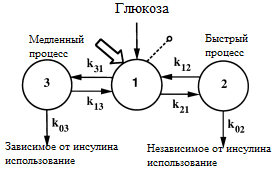 Глюкоза
Медленный
процесс
Быстрый
процесс
k31
k12
3
1
2
k13
k21
k03
k02
Зависимое от инсулина
использование
Независимое от инсулина
использование